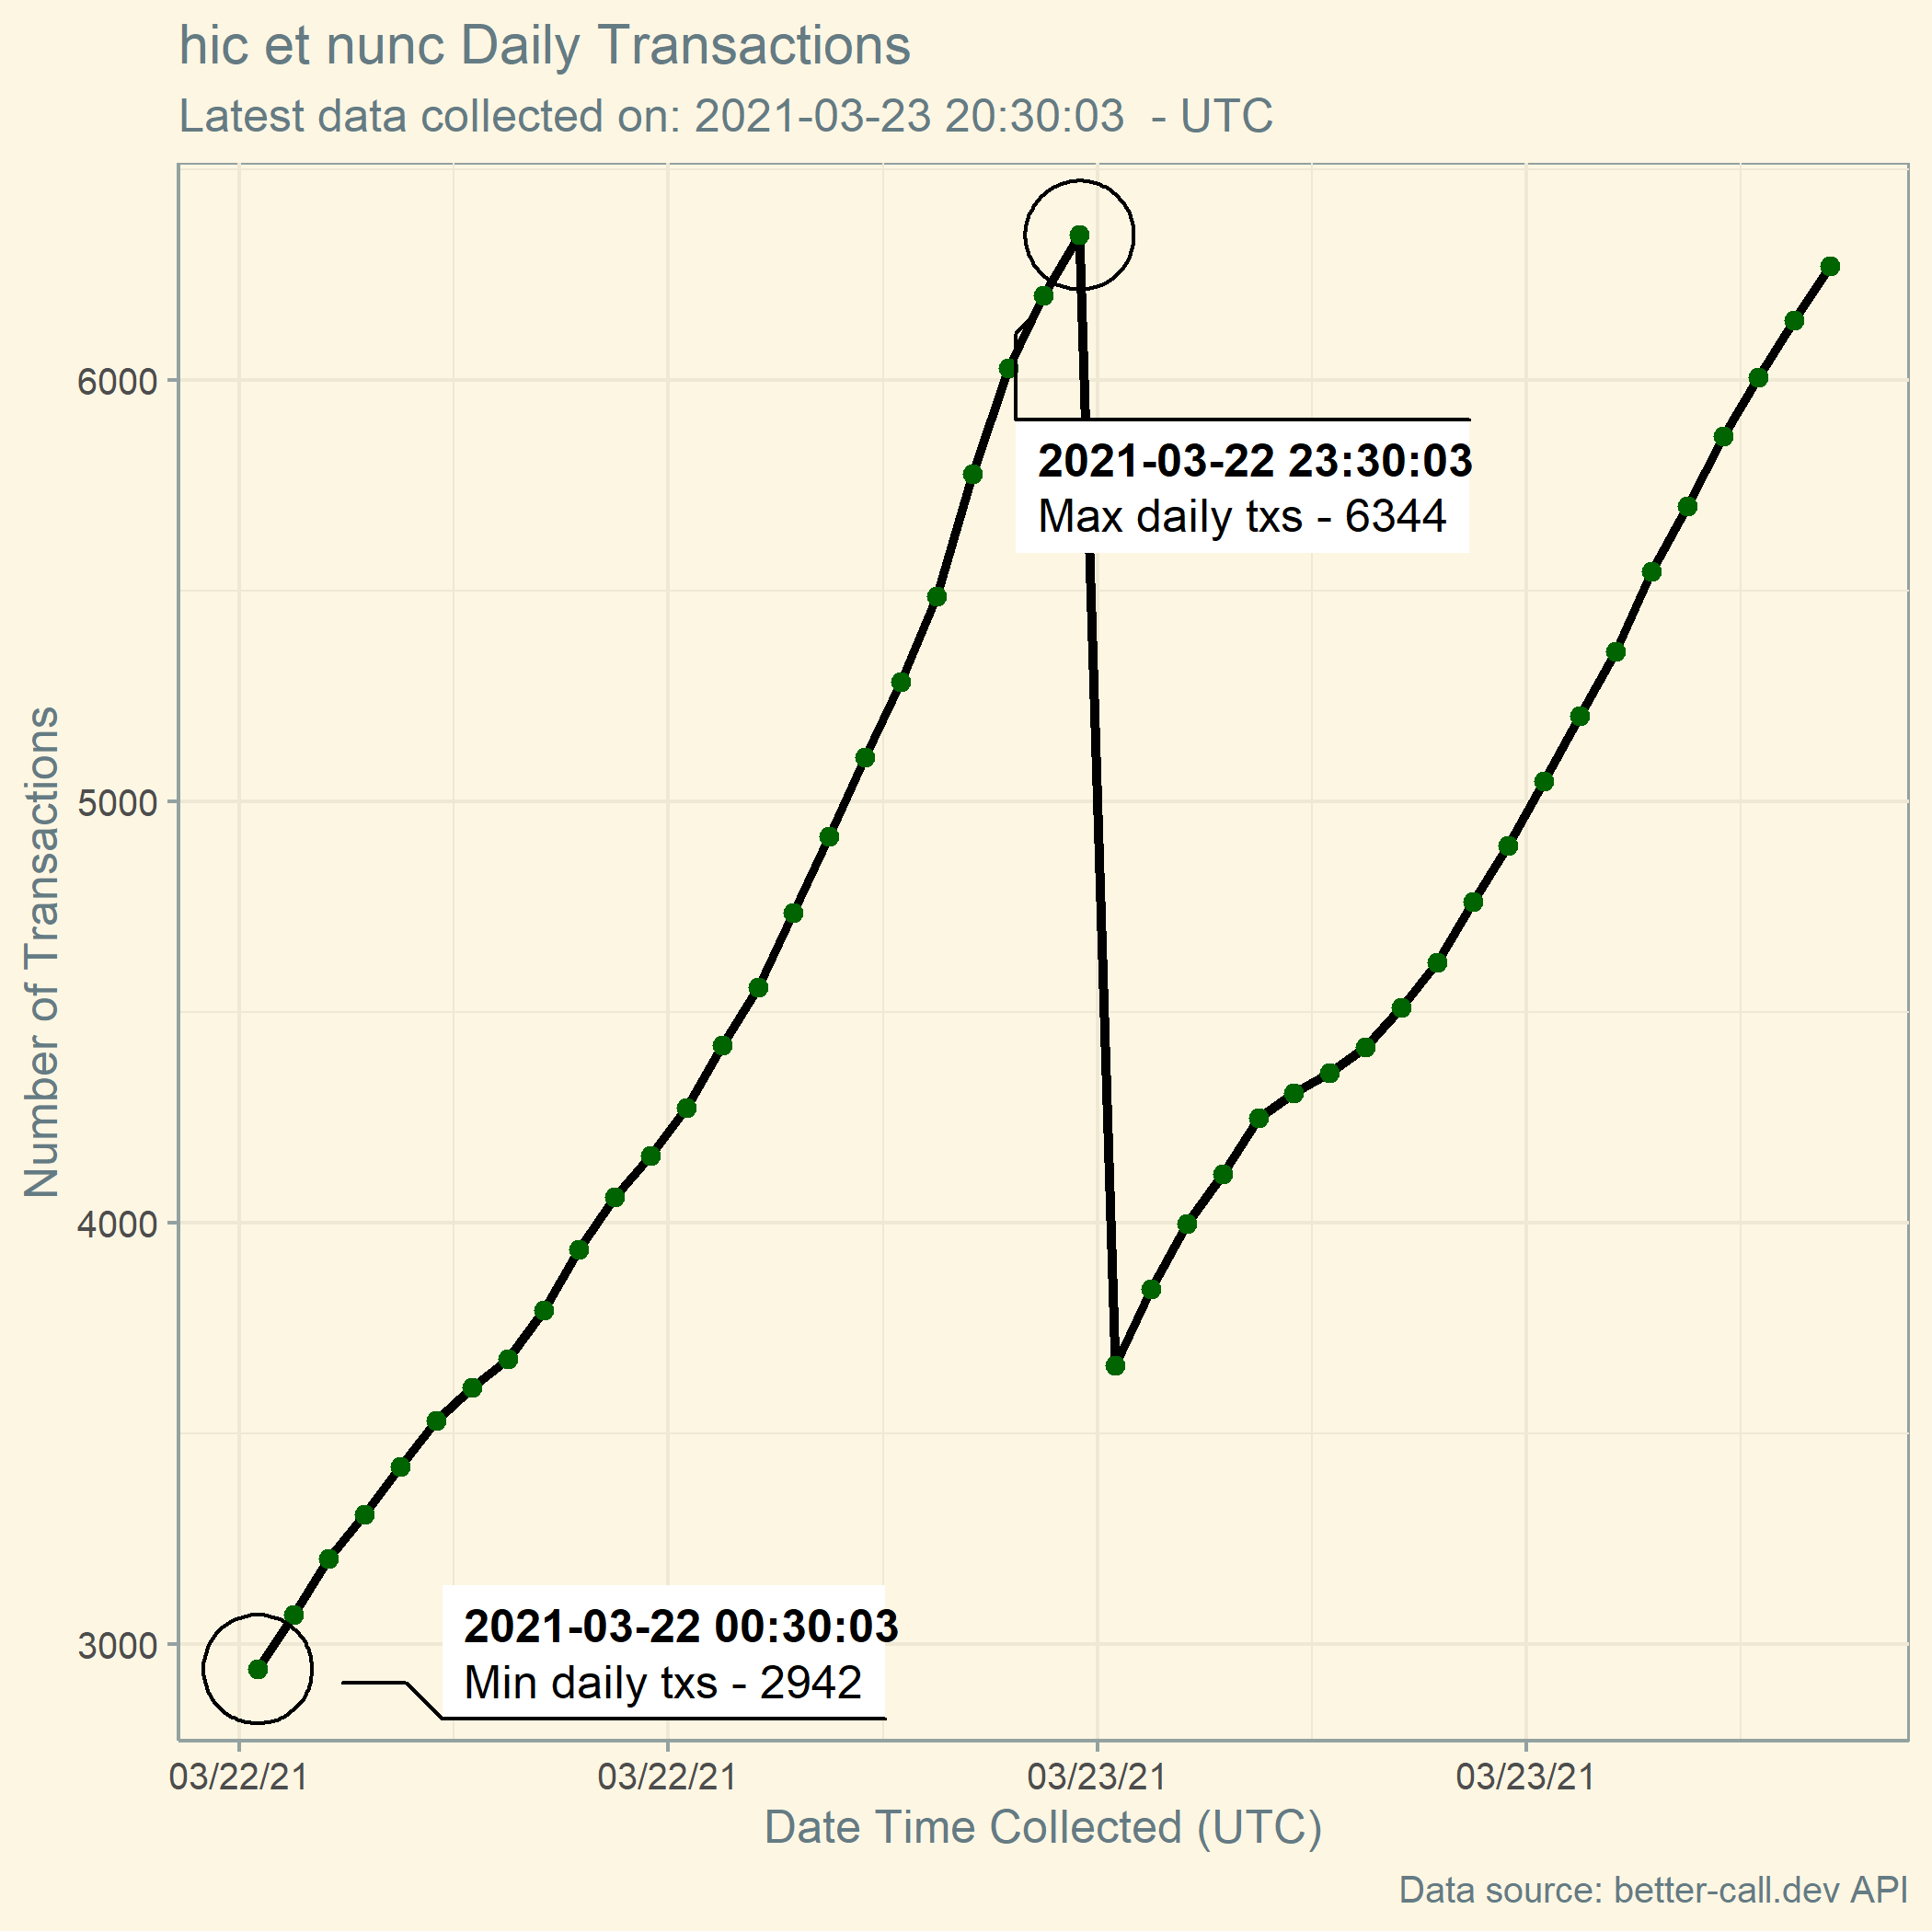 hic et nunc Daily Transactions
Latest data collected on: 2021-03-23 20:30:03  - UTC
Number of Transactions
6000
5000
4000
3000
2021-03-22 23:30:03
Max daily txs - 6344
2021-03-22 00:30:03
Min daily txs - 2942
03/22/21
03/22/21
03/23/21
03/23/21
Date Time Collected (UTC)
Data source: better-call.dev API